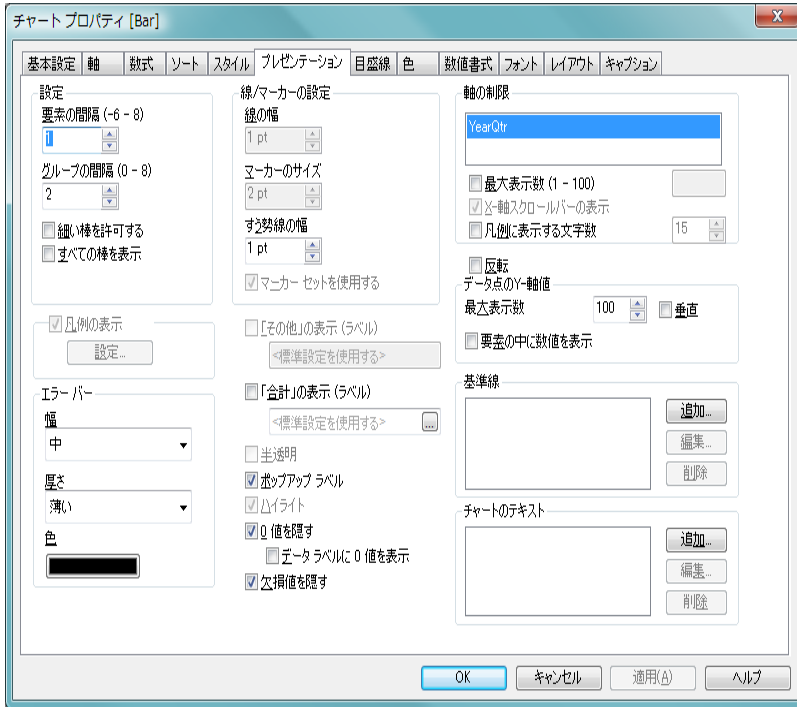 チャート プロパティ [Bar]
基本設定 軸 数式 ソート スタイル プレゼンテーション 目盛線 色 数値書式 フォント レイアウト キャプション
設定
要素の間隔 (-6 - 8)
1
グループの間隔 (0 - 8)
2
細い棒を許可する
すべての棒を表示
凡例の表示
設定...
エラー バー
幅
中
厚さ
薄い
色
線/マーカーの設定
線の幅
1 pt
マーカーのサイズ
2 pt
すう勢線の幅
1 pt
マーカー セットを使用する
「その他」の表示 (ラベル)
<標準設定を使用する>
「合計」の表示 (ラベル)
<標準設定を使用する>
...
半透明
ポップアップ ラベル
ハイライト
0 値を隠す
データ ラベルに 0 値を表示
欠損値を隠す
軸の制限
YearQtr
最大表示数 (1 - 100)
X-軸スクロールバーの表示
凡例に表示する文字数 15
反転
データ点のY-軸値
最大表示数 100 垂直
要素の中に数値を表示
基準線
追加...
編集...
削除
チャートのテキスト
追加...
編集...
削除
OK キャンセル 適用(A) ヘルプ